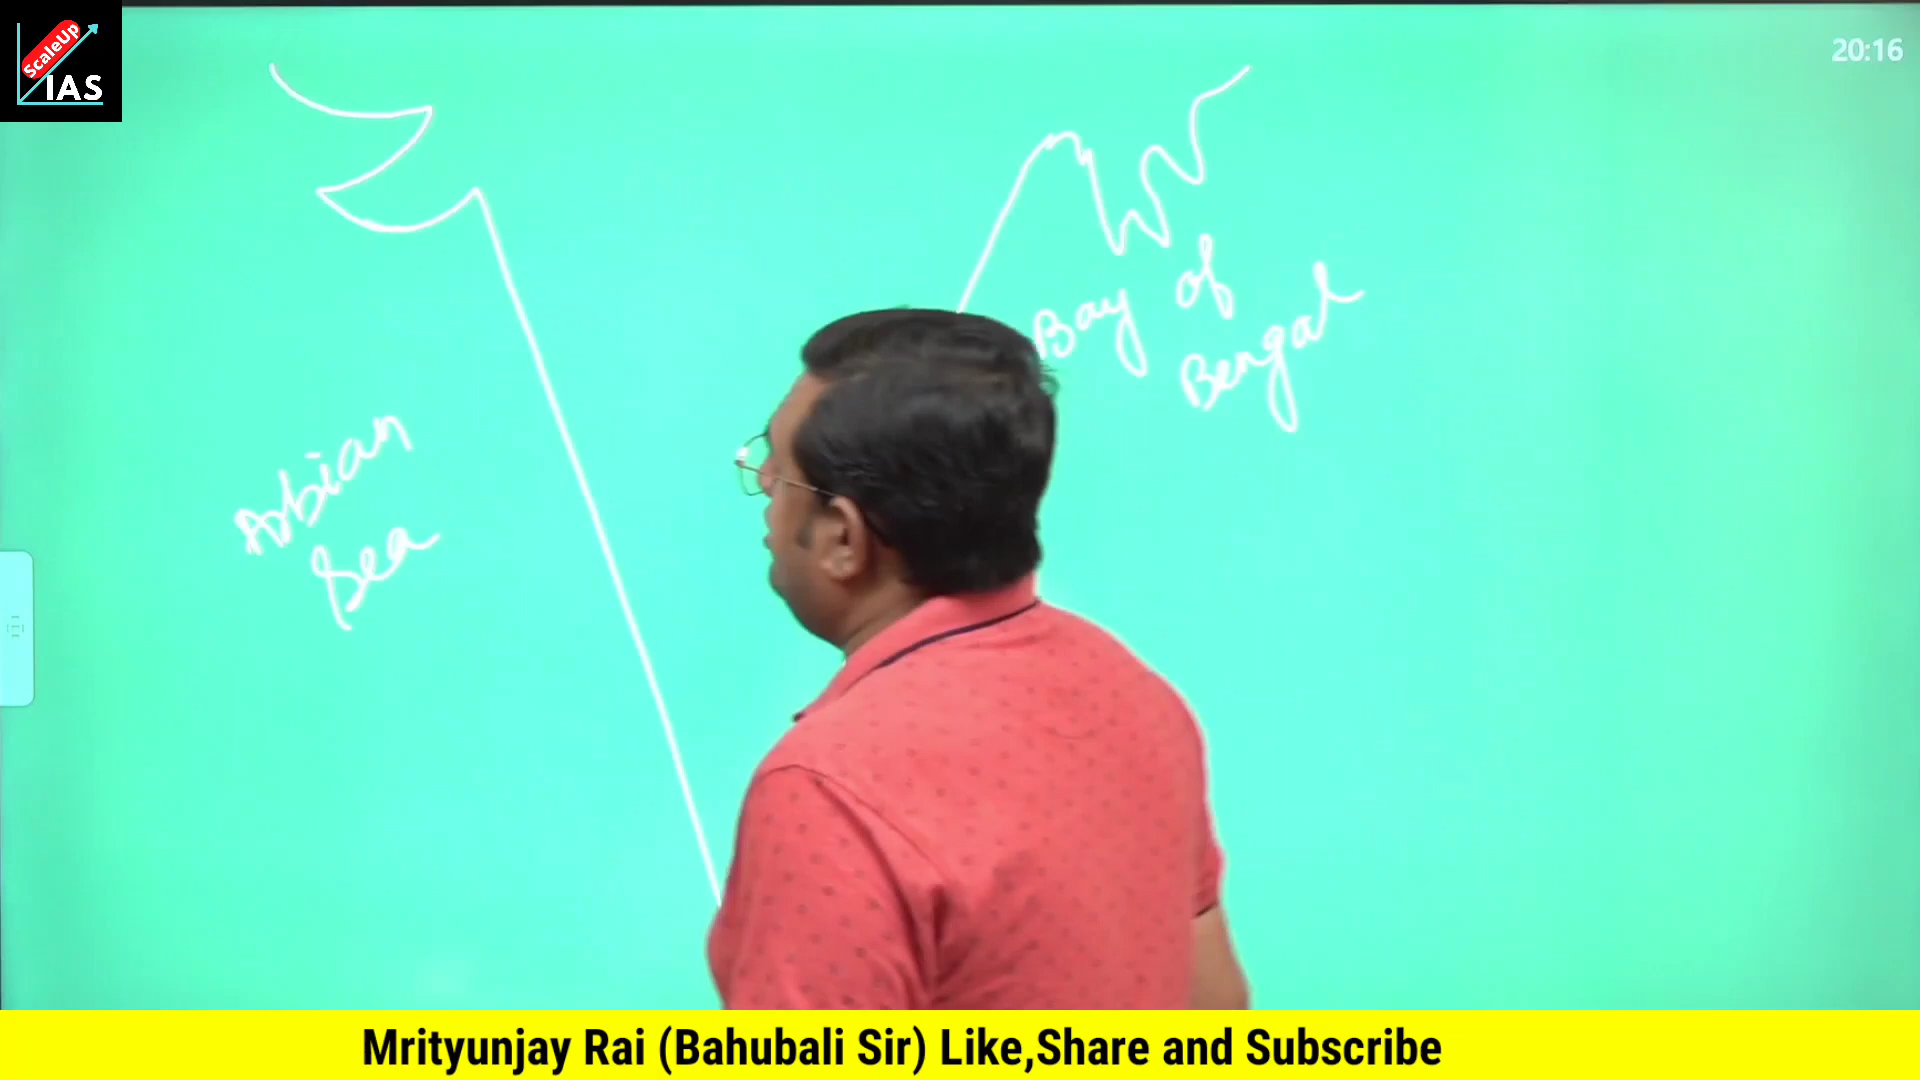 ScaleUp
IAS
20:16
Bay of
Bengal
Arbian
Sea
Mrityunjay Rai (Bahubali Sir) Like,Share and Subscribe